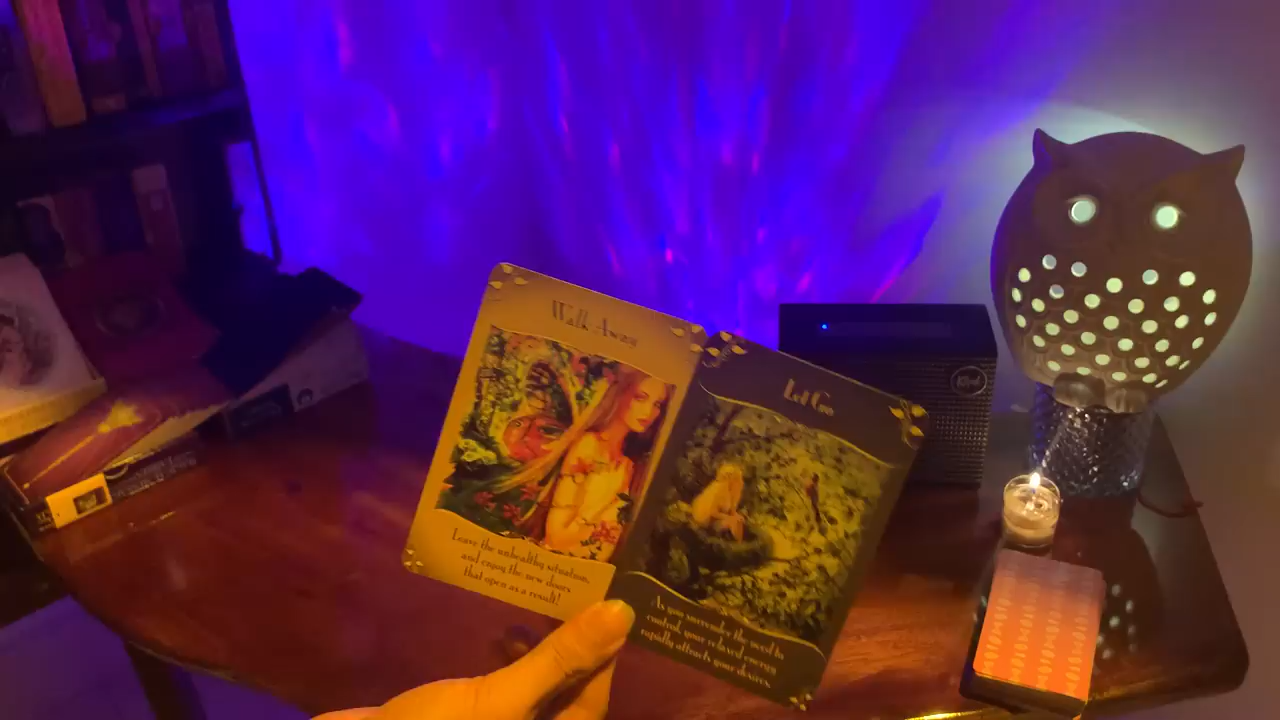 Walk Away
Leave the unhealthy situation,
and enjoy the new doors
that open as a result!
Let Go
As you surrender the need to
control, your relaxed energy
rapidly attracts your desires.